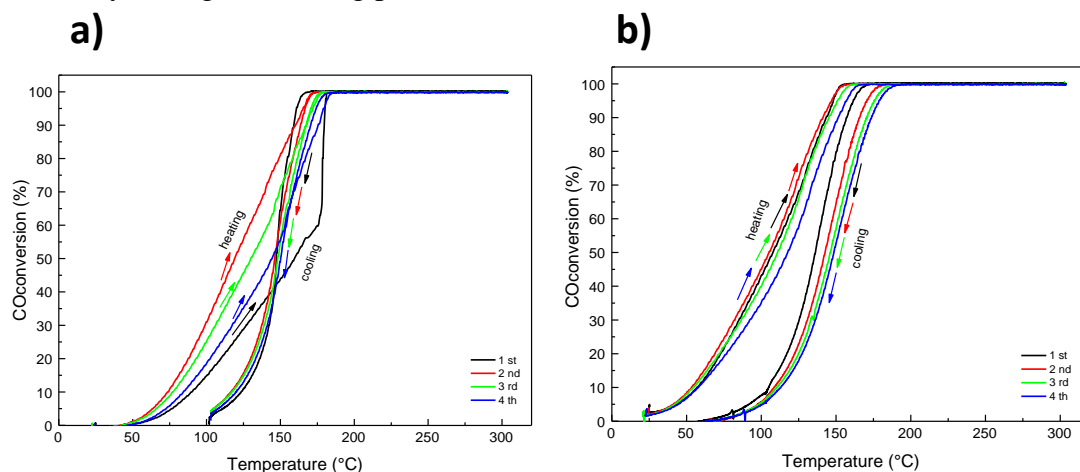 a)
100
90
80
70
60
50
40
30
20
10
0
COconversion (%)
heating
cooling
1 st
2 nd
3 rd
4 th
0 50 100 150 200 250 300
Temperature (°C)
b)
100
90
80
70
60
50
40
30
20
10
0
COconversion (%)
heating
cooling
1 st
2 nd
3 rd
4 th
0 50 100 150 200 250 300
Temperature (°C)